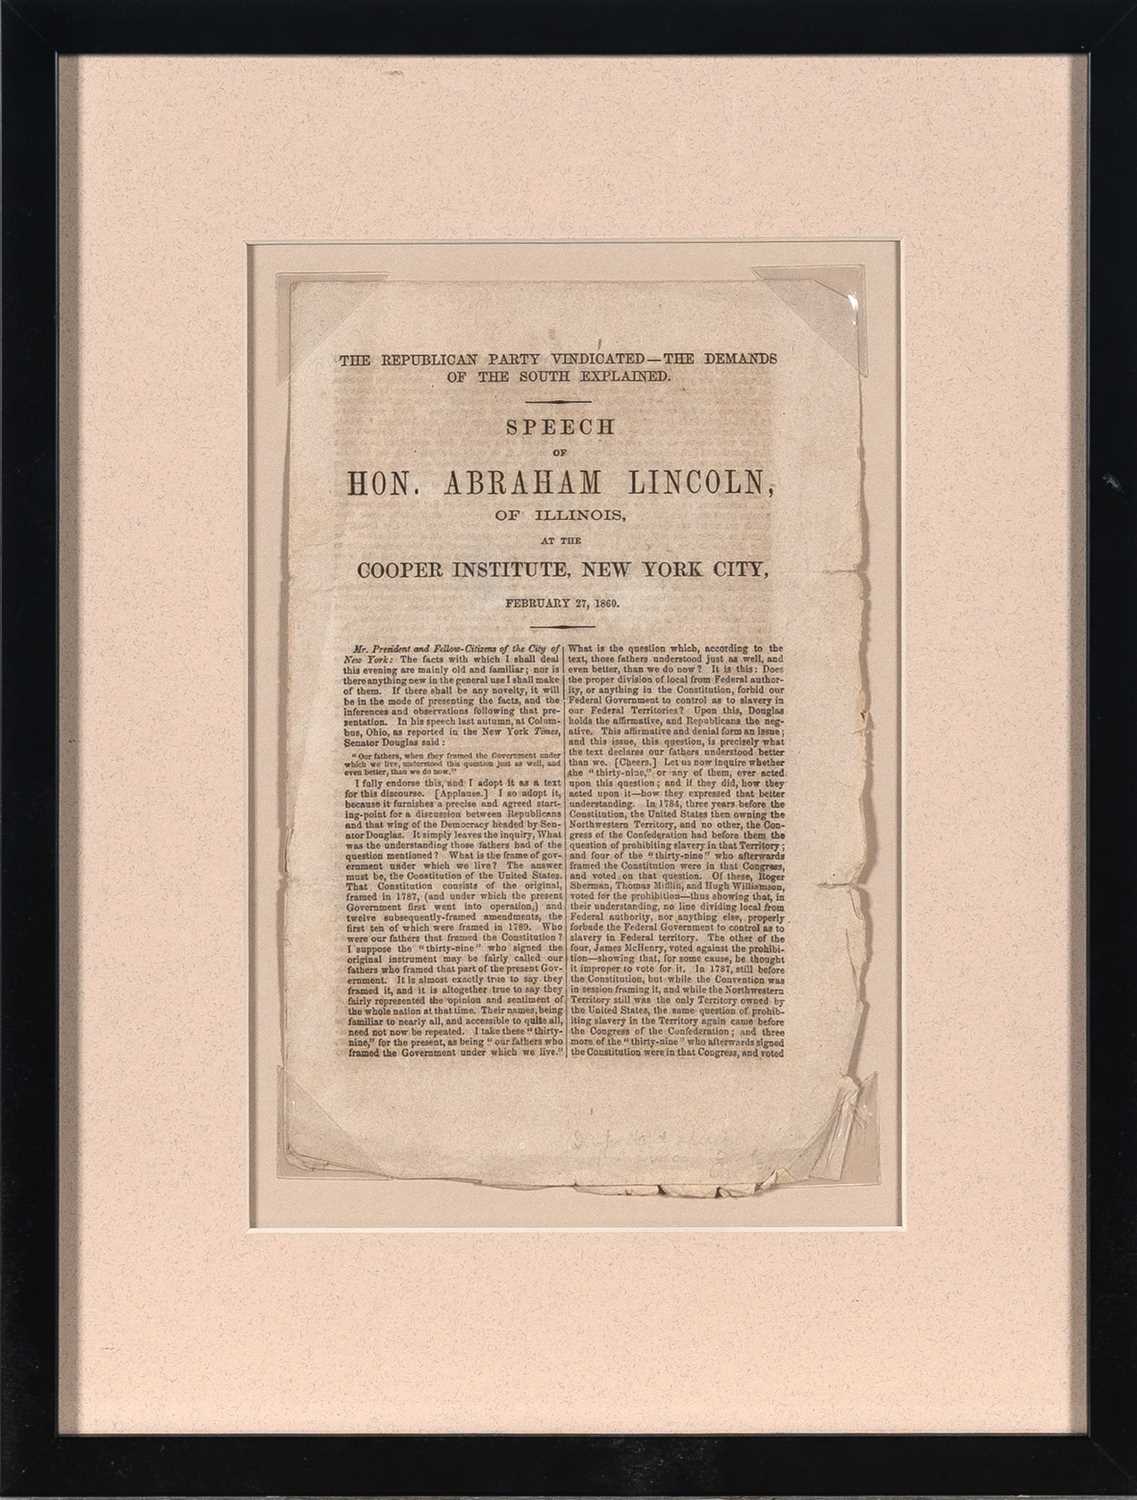 THE REPUBLICAN PARTY VINDICATED—THE DEMANDS
OF THE SOUTH EXPLAINED.
SPEECH
OF
HON. ABRAHAM LINCOLN,
OF ILLINOIS,
AT THE
COOPER INSTITUTE, NEW YORK CITY,
FEBRUARY 27, 1860.
Mr. President and Fellow-Citizens of the City of
New York: The facts with which I shall deal
this evening are mainly old and familiar; nor is
there anything new in the general use I shall make
of them. If there shall be any novelty, it will
be in the mode of presenting the facts, and the
inferences and observations following that pre-
sentation. In his speech last autumn, at Colum-
bus, Ohio, as reported in the New York Times,
Senator Douglas said:
"Our fathers, when they framed the Government under
which we live, understood this question just as well, and
even better, than we do now."
I fully endorse this, and I adopt it as a text
for this discourse. [Applause.] I so adopt it,
because it furnishes a precise and agreed start-
ing-point for a discussion between Republicans
and that wing of the Democracy headed by Sen-
ator Douglas. It simply leaves the inquiry, What
was the understanding those fathers had of the
question mentioned? What is the frame of gov-
ernment under which we live? The answer
must be, the Constitution of the United States.
That Constitution consists of the original,
framed in 1787, (and under which the present
Government first went into operation,) and
twelve subsequently-framed amendments, the
first ten of which were framed in 1789. Who
were our fathers that framed the Constitution?
I suppose the "thirty-nine" who signed the
original instrument may be fairly called our
fathers who framed that part of the present Gov-
ernment. It is almost exactly true to say they
framed it, and it is altogether true to say they
fairly represented the opinion and sentiment of
the whole nation at that time. Their names, being
familiar to nearly all, and accessible to quite all,
need not now be repeated. I take these "thirty-
nine," for the present, as being "our fathers who
framed the Government under which we live."
What is the question which, according to the
text, those fathers understood just as well, and
even better, than we do now? It is this: Does
the proper division of local from Federal author-
ity, or anything in the Constitution, forbid our
Federal Government to control as to slavery in
our Federal Territories? Upon this, Douglas
holds the affirmative, and Republicans the neg-
ative. This affirmative and denial form an issue;
and this issue, this question, is precisely what
the text declares our fathers understood better
than we. [Cheers.] Let us now inquire whether
the "thirty-nine," or any of them, ever acted
upon this question; and if they did, how they
acted upon it—how they expressed that better
understanding. In 1784, three years before the
Constitution, the United States then owning the
Northwestern Territory, and no other, the Con-
gress of the Confederation had before them the
question of prohibiting slavery in that Territory;
and four of the "thirty-nine" who afterwards
framed the Constitution were in that Congress,
and voted on that question. Of these, Roger
Sherman, Thomas Mifflin, and Hugh Williamson,
voted for the prohibition—thus showing that, in
their understanding, no line dividing local from
Federal authority, nor anything else, properly
forbade the Federal Government to control as to
slavery in Federal territory. The other of the
four, James McHenry, voted against the prohibi-
tion—showing that, for some cause, he thought
it improper to vote for it. In 1787, still before
the Constitution, but while the Convention was
in session framing it, and while the Northwestern
Territory still was the only Territory owned by
the United States, the same question of prohib-
iting slavery in the Territory again came before
the Congress of the Confederation; and three
more of the "thirty-nine" who afterwards signed
the Constitution were in that Congress, and voted